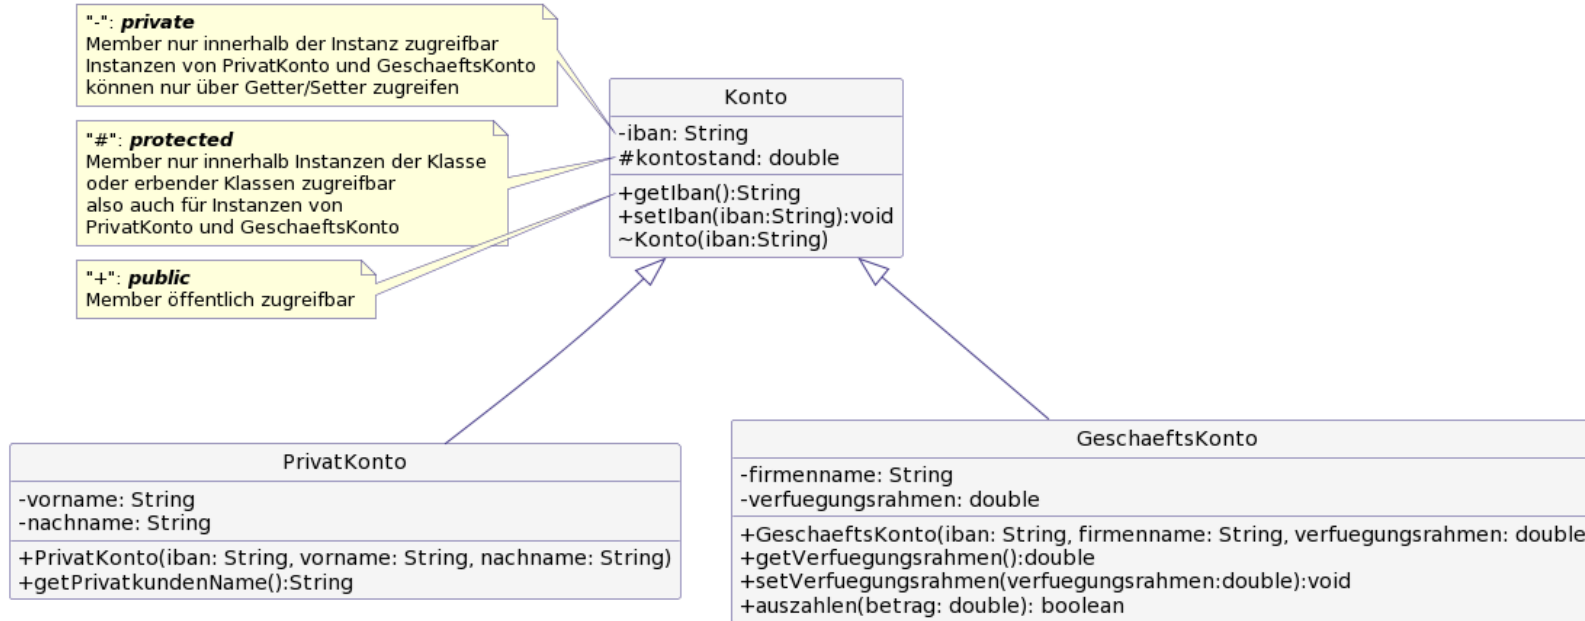 "-": private
Member nur innerhalb der Instanz zugreifbar
Instanzen von PrivatKonto und GeschaeftsKonto
können nur über Getter/Setter zugreifen
"#": protected
Member nur innerhalb Instanzen der Klasse
oder erbender Klassen zugreifbar
also auch für Instanzen von
PrivatKonto und GeschaeftsKonto
"+": public
Member öffentlich zugreifbar
Konto
-iban: String
#kontostand: double
+getIban():String
+setIban(iban:String):void
~Konto(iban:String)
PrivatKonto
-vorname: String
-nachname: String
+PrivatKonto(iban: String, vorname: String, nachname: String)
+getPrivatkundenName():String
GeschaeftsKonto
-firmenname: String
-verfuegungsrahmen: double
+GeschaeftsKonto(iban: String, firmenname: String, verfuegungsrahmen: double
+getVerfuegungsrahmen():double
+setVerfuegungsrahmen(verfuegungsrahmen:double):void
+auszahlen(betrag: double): boolean